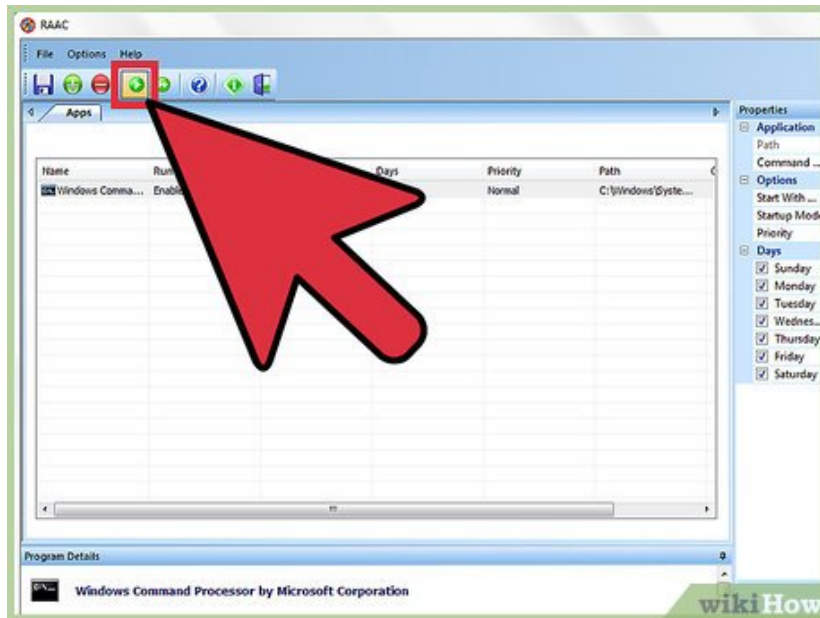 RAAC
File Options Help
Apps
Name Days Priority Path
Windows Comma... Normal C:\Windows\Syste....
Properties
Application
Path
Command ...
Options
Start With ...
Startup Mode
Priority
Days
Sunday
Monday
Tuesday
Wednes...
Thursday
Friday
Saturday
Program Details
Windows Command Processor by Microsoft Corporation
wikiHow